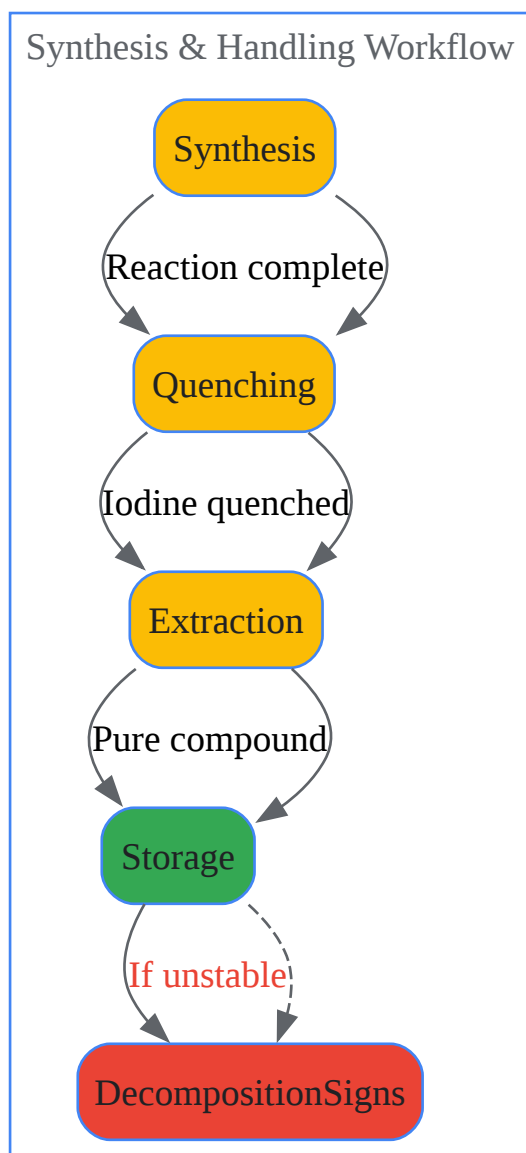 Synthesis & Handling Workflow
Synthesis
Reaction complete
Quenching
Iodine quenched
Extraction
Pure compound
Storage
If unstable
DecompositionSigns